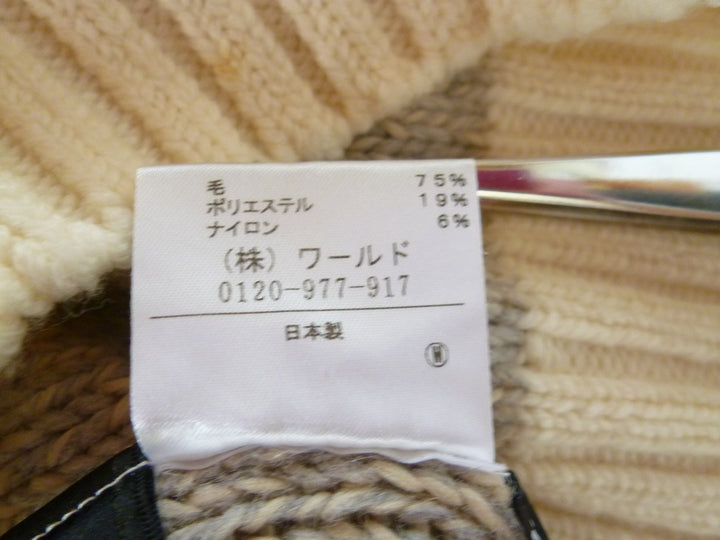 毛 75%
ポリエステル 19%
ナイロン 6%
(株) ワールド
0120-977-917
日本製
W